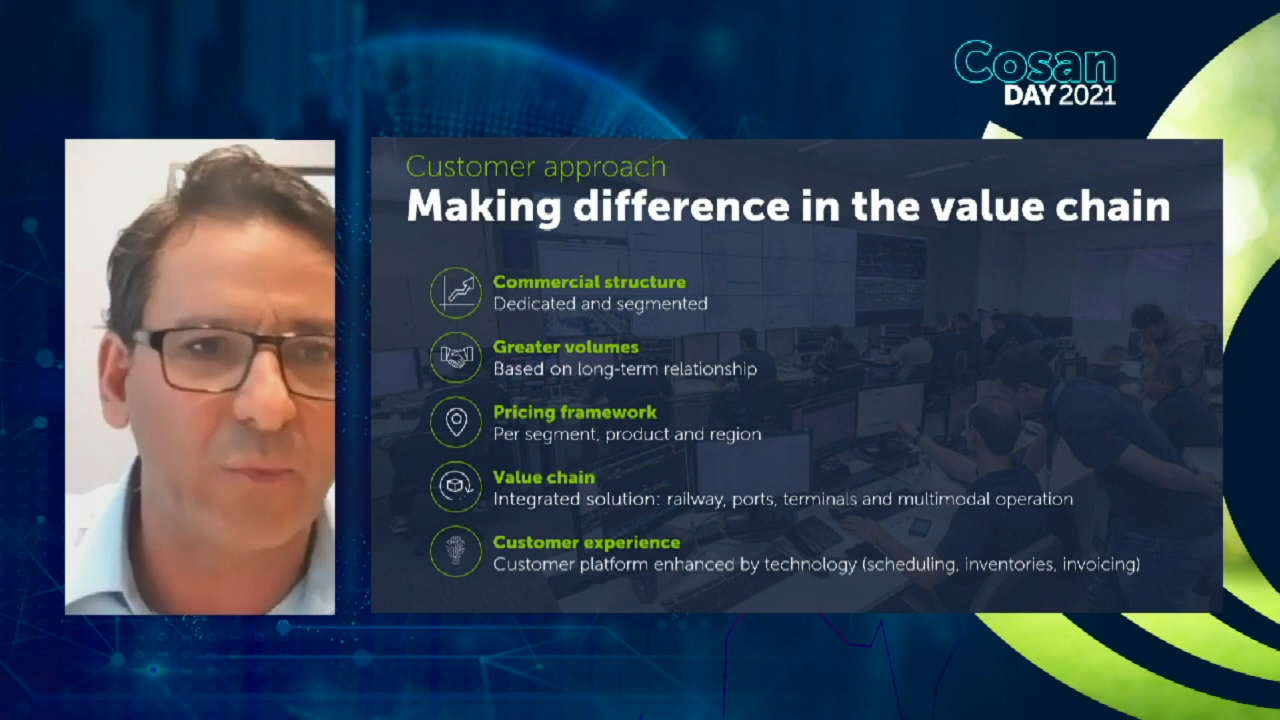 Cosan
DAY 2021
Customer approach
Making difference in the value chain
Commercial structure
Dedicated and segmented
Greater volumes
Based on long-term relationship
Pricing framework
Per segment, product and region
Value chain
Integrated solution: railway, ports, terminals and multimodal operation
Customer experience
Customer platform enhanced by technology (scheduling, inventories, invoicing)